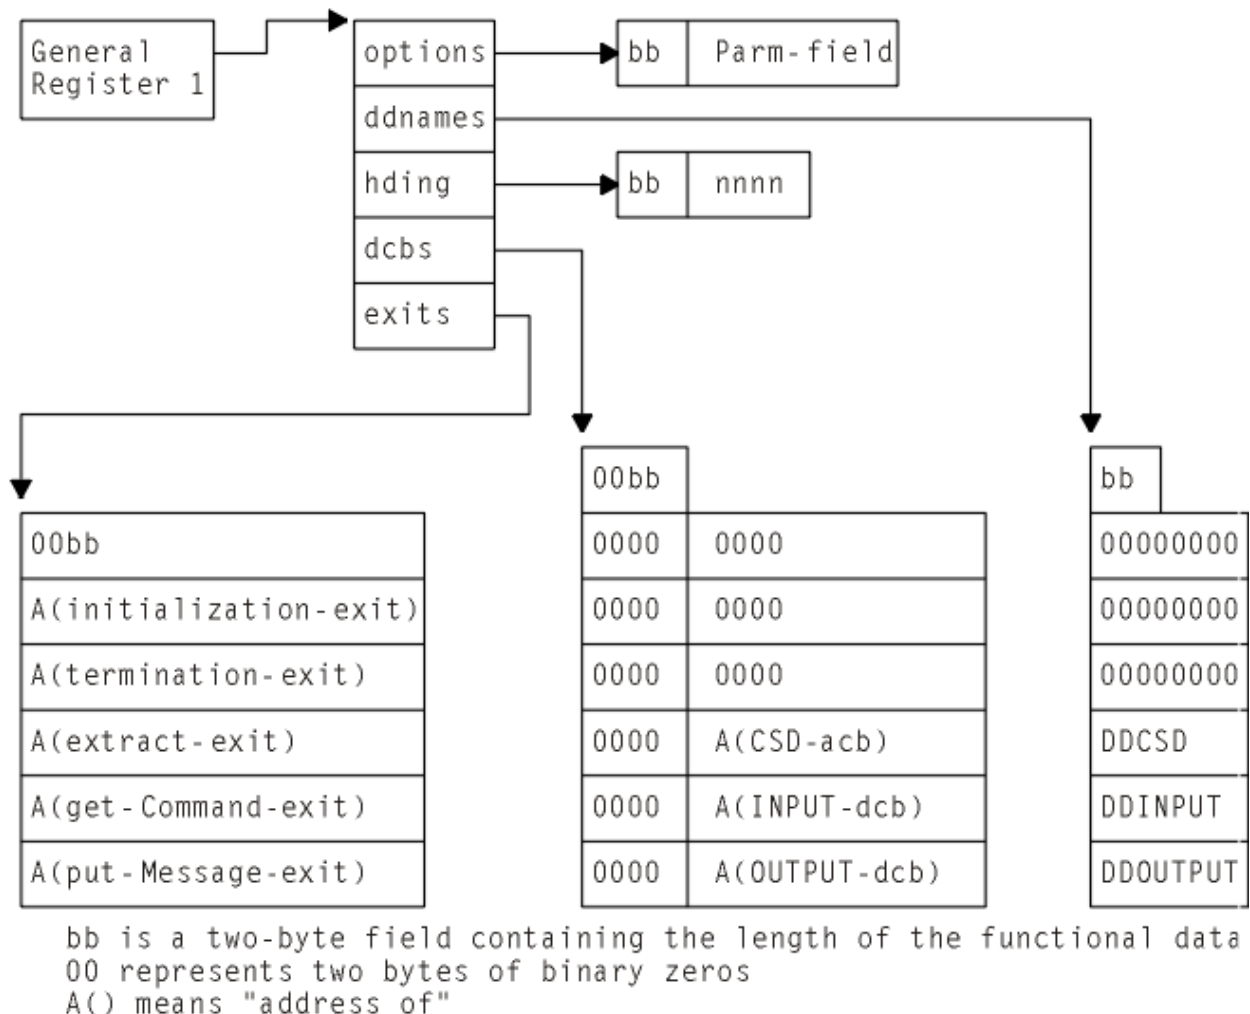 General
Register 1
options
bb Parm-field
ddnames
hding
bb nnnn
dcbs
exits
00bb
A(initialization-exit)
A(termination-exit)
A(extract-exit)
A(get-Command-exit)
A(put-Message-exit)
00bb
0000 0000
0000 0000
0000 0000
0000 A(CSD-acb)
0000 A(INPUT-dcb)
0000 A(OUTPUT-dcb)
bb
00000000
00000000
00000000
DDCSD
DDINPUT
DDOUTPUT
bb is a two-byte field containing the length of the functional data
00 represents two bytes of binary zeros
A() means "address of"